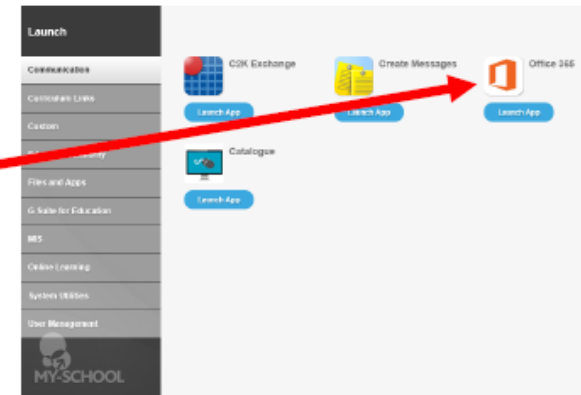 Launch
Communication
Curriculum Links
Custom
Files and Apps
G Suite for Education
MIS
Online Learning
System Utilities
User Management
MY-SCHOOL
C2K Exchange
Launch App
Create Messages
Launch App
Office 365
Launch App
Catalogue
Launch App